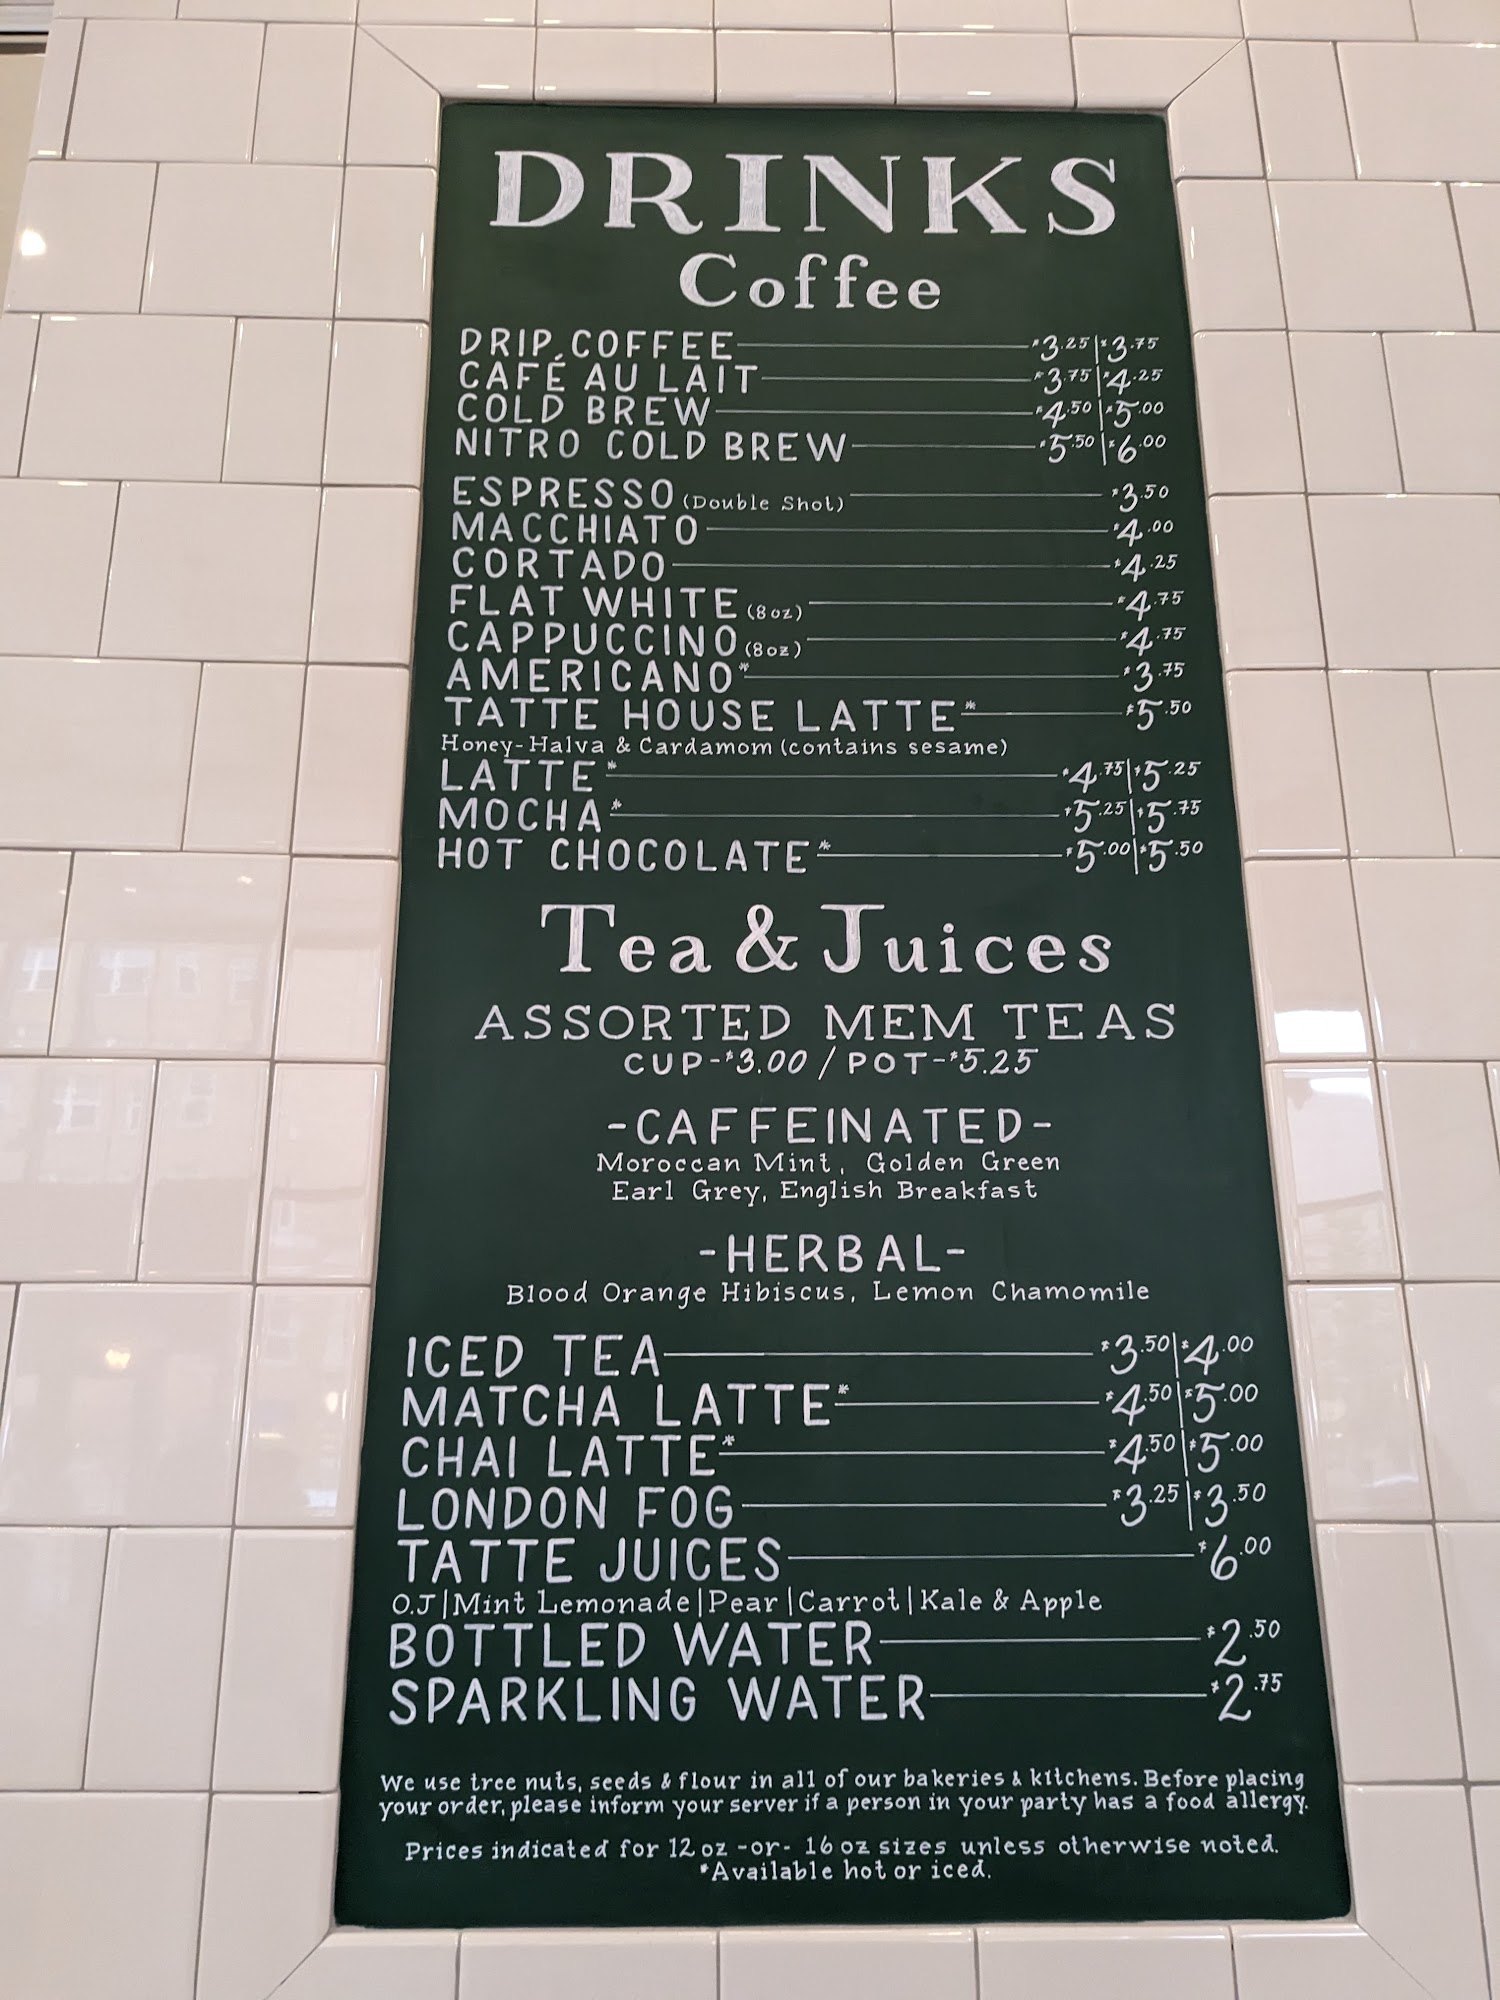 DRINKS
Coffee
DRIP COFFEE $3.25 | $3.75
CAFÉ AU LAIT $3.75 | $4.25
COLD BREW $4.50 | $5.00
NITRO COLD BREW $5.50 | $6.00
ESPRESSO (Double Shot) $3.50
MACCHIATO $4.00
CORTADO $4.25
FLAT WHITE (8oz) $4.75
CAPPUCCINO (8oz) $4.75
AMERICANO* $3.75
TATTE HOUSE LATTE* $5.50
Honey-Halva & Cardamom (contains sesame)
LATTE* $4.75 | $5.25
MOCHA* $5.25 | $5.75
HOT CHOCOLATE* $5.00 | $5.50
Tea & Juices
ASSORTED MEM TEAS
CUP-$3.00 / POT-$5.25
-CAFFEINATED-
Moroccan Mint, Golden Green
Earl Grey, English Breakfast
-HERBAL-
Blood Orange Hibiscus, Lemon Chamomile
ICED TEA $3.50 | $4.00
MATCHA LATTE* $4.50 | $5.00
CHAI LATTE* $4.50 | $5.00
LONDON FOG $3.25 | $3.50
TATTE JUICES $6.00
O.J | Mint Lemonade | Pear | Carrot | Kale & Apple
BOTTLED WATER $2.50
SPARKLING WATER $2.75
We use tree nuts, seeds & flour in all of our bakeries & kitchens. Before placing
your order, please inform your server if a person in your party has a food allergy.
Prices indicated for 12 oz -or- 16 oz sizes unless otherwise noted.
*Available hot or iced.